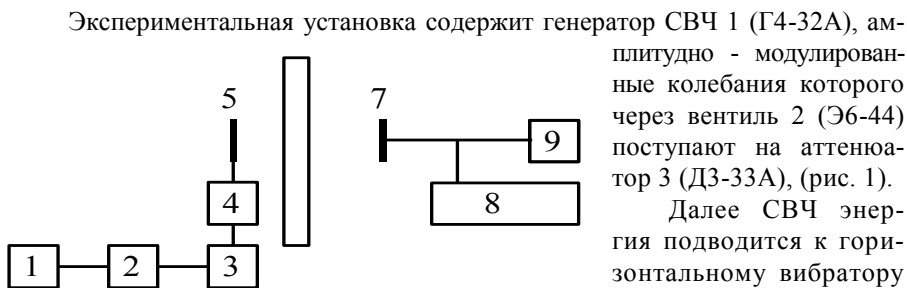 Экспериментальная установка содержит генератор СВЧ 1 (Г4-32А), ам-
плитудно - модулирован-
ные колебания которого
через вентиль 2 (Э6-44)
поступают на аттенюа-
тор 3 (Д3-33А), (рис. 1).
Далее СВЧ энер-
гия подводится к гори-
зонтальному вибратору
5
7
9
4
8
1
2
3